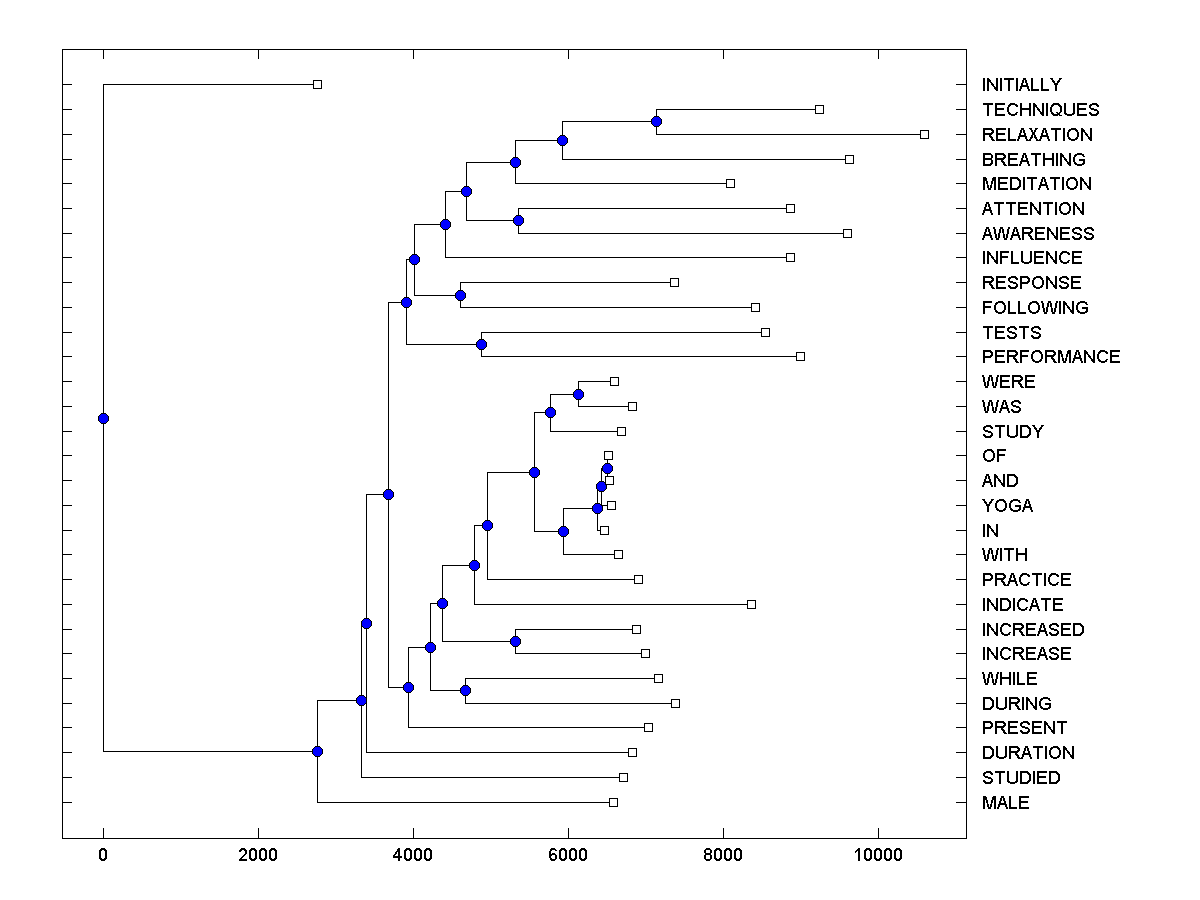 INITIALLY
TECHNIQUES
RELAXATION
BREATHING
MEDITATION
ATTENTION
AWARENESS
INFLUENCE
RESPONSE
FOLLOWING
TESTS
PERFORMANCE
WERE
WAS
STUDY
OF
AND
YOGA
IN
WITH
PRACTICE
INDICATE
INCREASED
INCREASE
WHILE
DURING
PRESENT
DURATION
STUDIED
MALE
0 2000 4000 6000 8000 10000